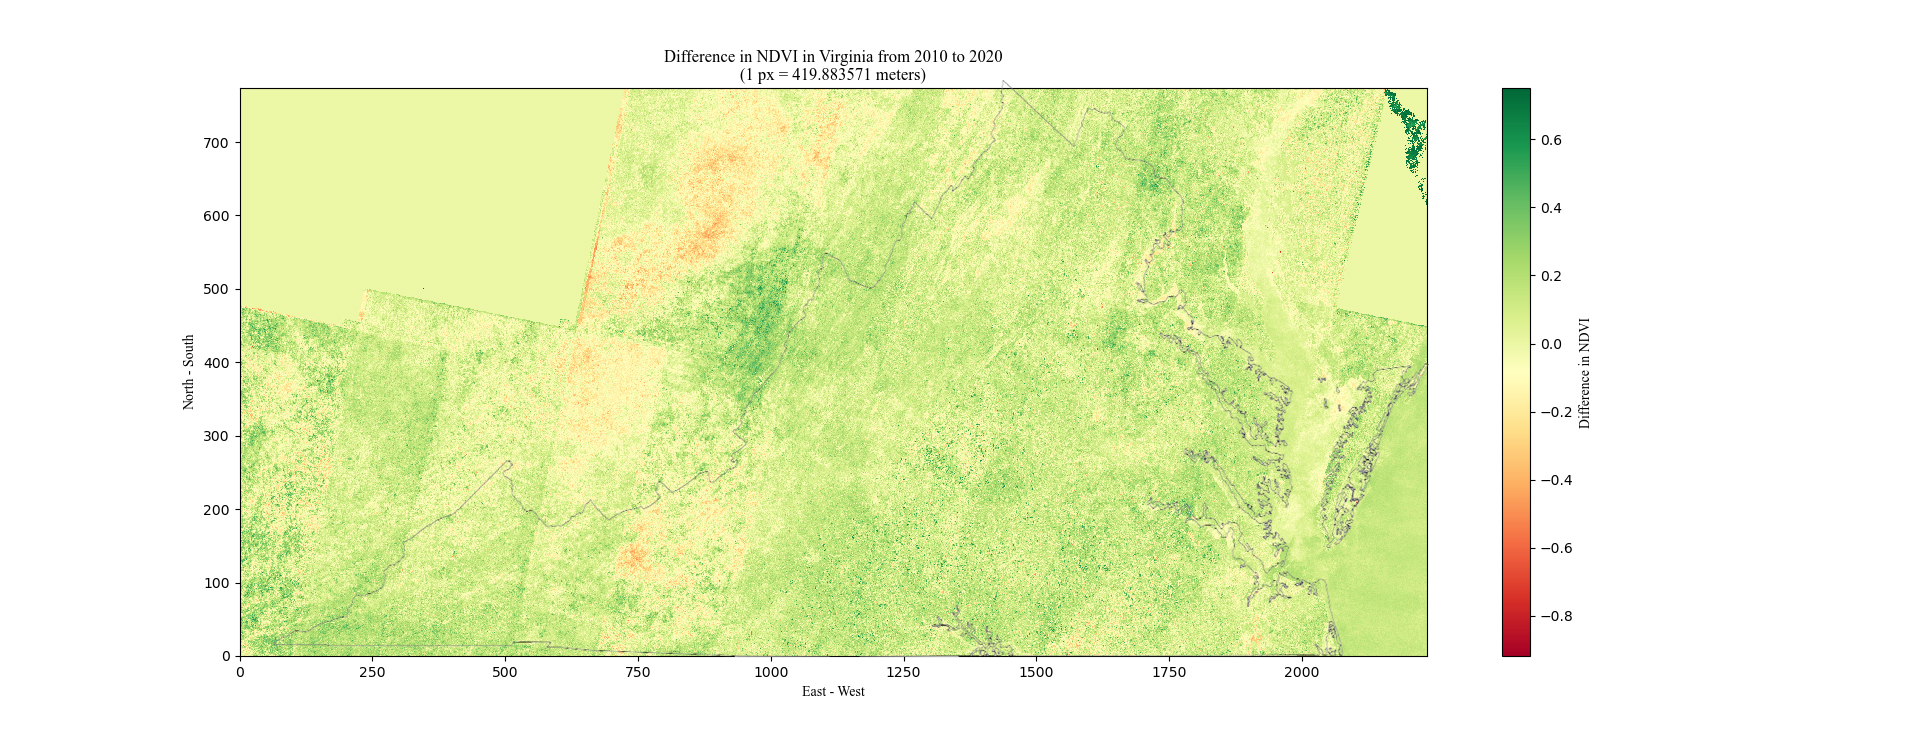 Difference in NDVI in Virginia from 2010 to 2020
(1 px = 419.883571 meters)
700
600
500
400
300
200
100
0
North - South
0 250 500 750 1000 1250 1500 1750 2000
East - West
0.6
0.4
0.2
0.0
−0.2
−0.4
−0.6
−0.8
Difference in NDVI